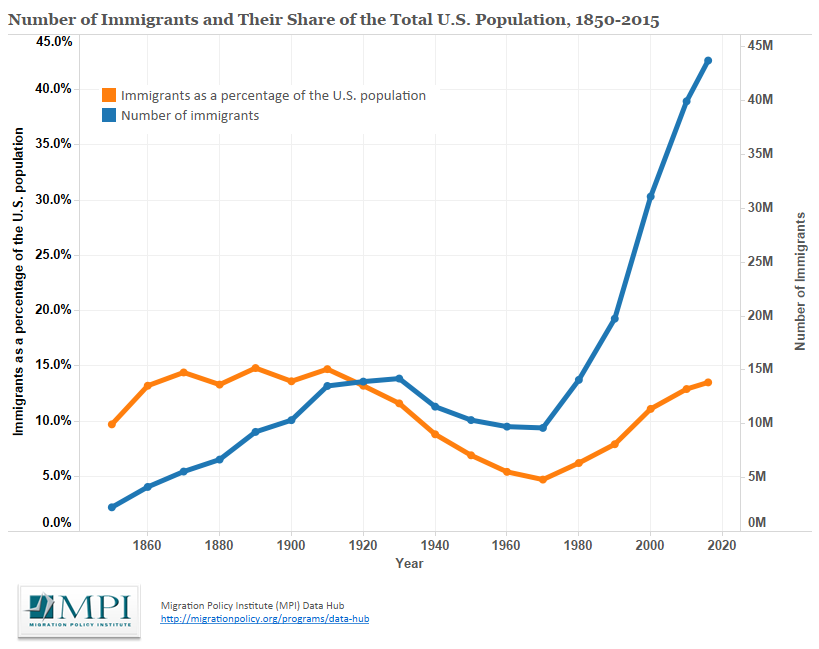 Number of Immigrants and Their Share of the Total U.S. Population, 1850-2015
45.0%
40.0%
35.0%
30.0%
25.0%
20.0%
15.0%
10.0%
5.0%
0.0%
Immigrants as a percentage of the U.S. population
Immigrants as a percentage of the U.S. population
Number of immigrants
45M
40M
35M
30M
25M
20M
15M
10M
5M
0M
Number of Immigrants
1860 1880 1900 1920 1940 1960 1980 2000 2020
Year
MPI
MIGRATION POLICY INSTITUTE
Migration Policy Institute (MPI) Data Hub
http://migrationpolicy.org/programs/data-hub